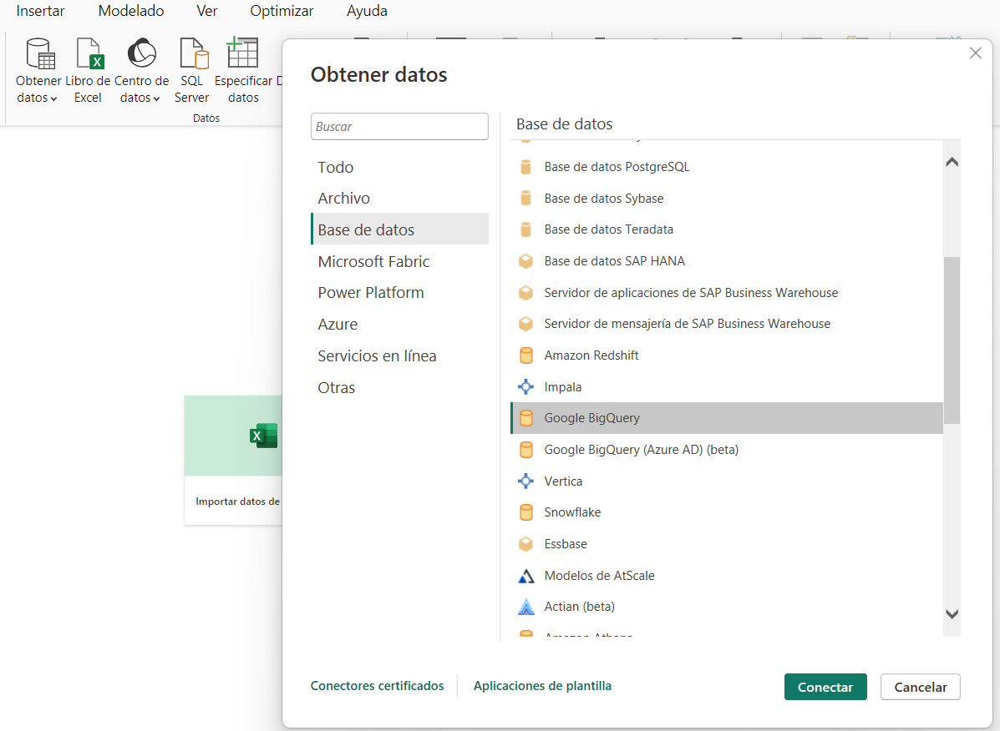 Insertar Modelado Ver Optimizar Ayuda
Obtener datos
Libro de Excel
Centro de datos
SQL Server
Especificar datos
Datos
Importar datos de
Obtener datos
Buscar
Todo
Archivo
Base de datos
Microsoft Fabric
Power Platform
Azure
Servicios en línea
Otras
Base de datos
Base de datos PostgreSQL
Base de datos Sybase
Base de datos Teradata
Base de datos SAP HANA
Servidor de aplicaciones de SAP Business Warehouse
Servidor de mensajería de SAP Business Warehouse
Amazon Redshift
Impala
Google BigQuery
Google BigQuery (Azure AD) (beta)
Vertica
Snowflake
Essbase
Modelos de AtScale
Actian (beta)
Conectores certificados
Aplicaciones de plantilla
Conectar
Cancelar